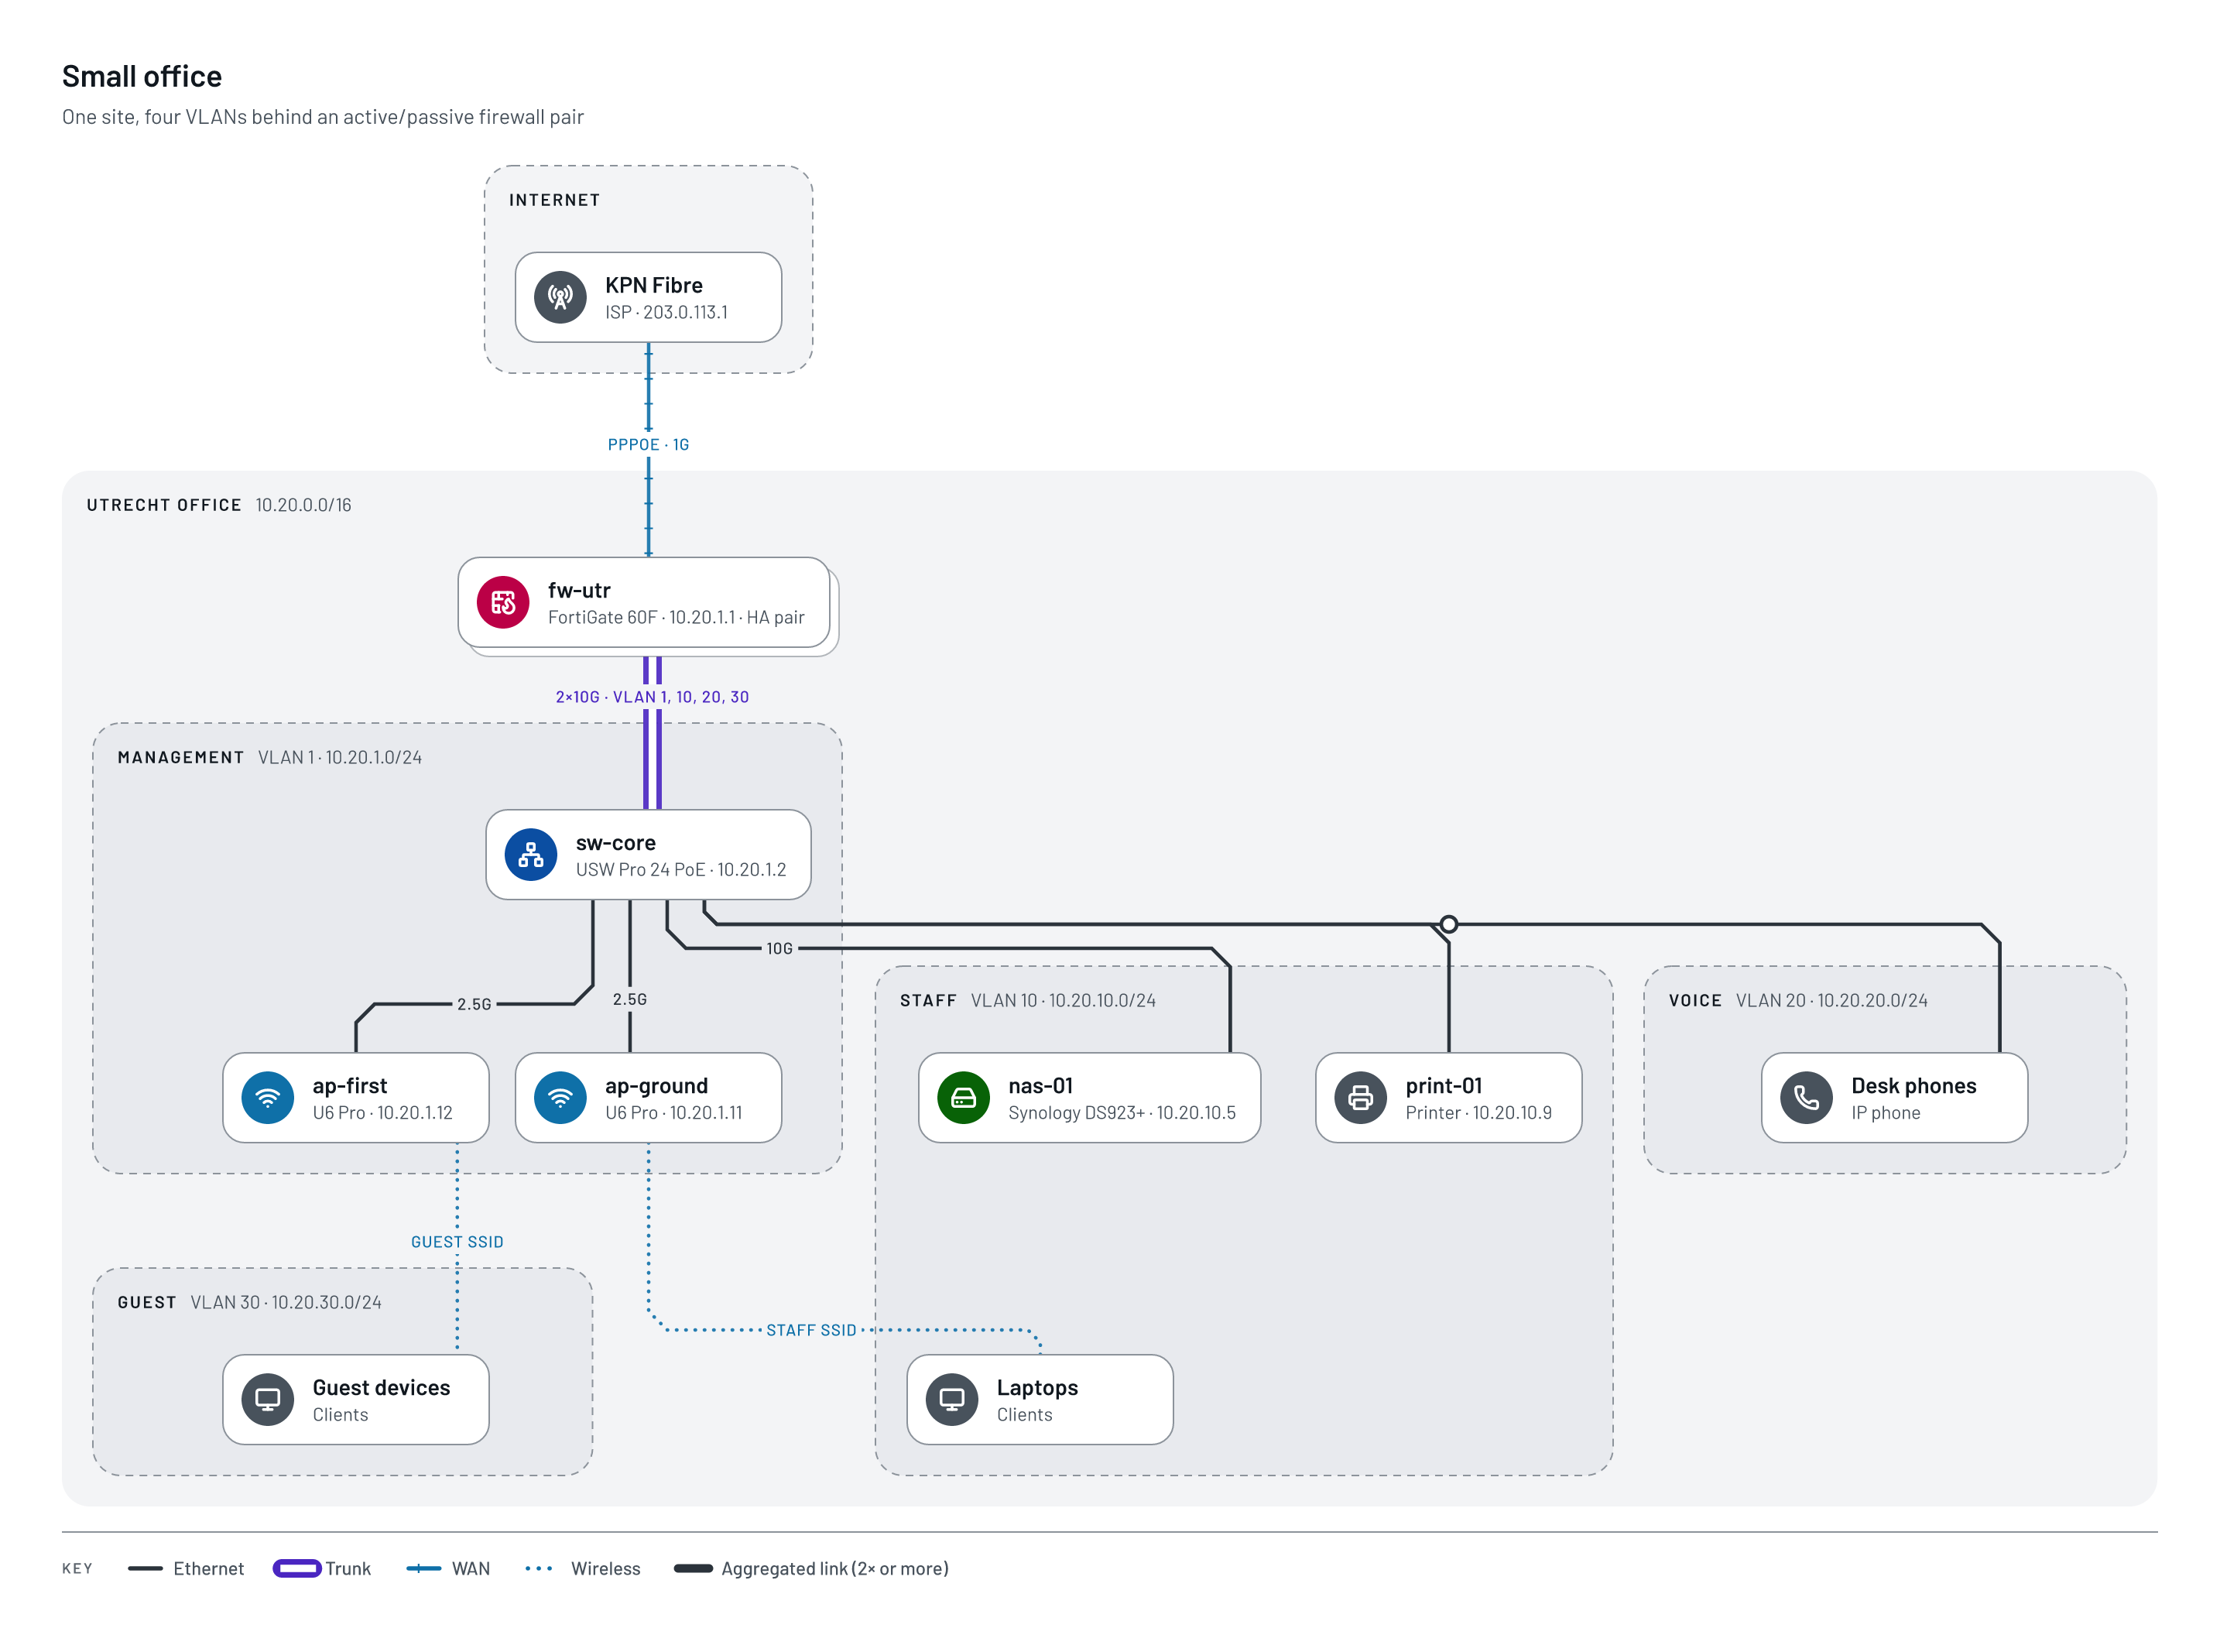 Small office
One site, four VLANs behind an active/passive firewall pair
INTERNET
KPN Fibre
ISP · 203.0.113.1
PPPOE · 1G
UTRECHT OFFICE 10.20.0.0/16
fw-utr
FortiGate 60F · 10.20.1.1 · HA pair
2×10G · VLAN 1, 10, 20, 30
MANAGEMENT VLAN 1 · 10.20.1.0/24
sw-core
USW Pro 24 PoE · 10.20.1.2
10G
2.5G
2.5G
STAFF VLAN 10 · 10.20.10.0/24
VOICE VLAN 20 · 10.20.20.0/24
ap-first
U6 Pro · 10.20.1.12
ap-ground
U6 Pro · 10.20.1.11
nas-01
Synology DS923+ · 10.20.10.5
print-01
Printer · 10.20.10.9
Desk phones
IP phone
GUEST SSID
GUEST VLAN 30 · 10.20.30.0/24
STAFF SSID
Guest devices
Clients
Laptops
Clients
KEY Ethernet Trunk WAN Wireless Aggregated link (2× or more)